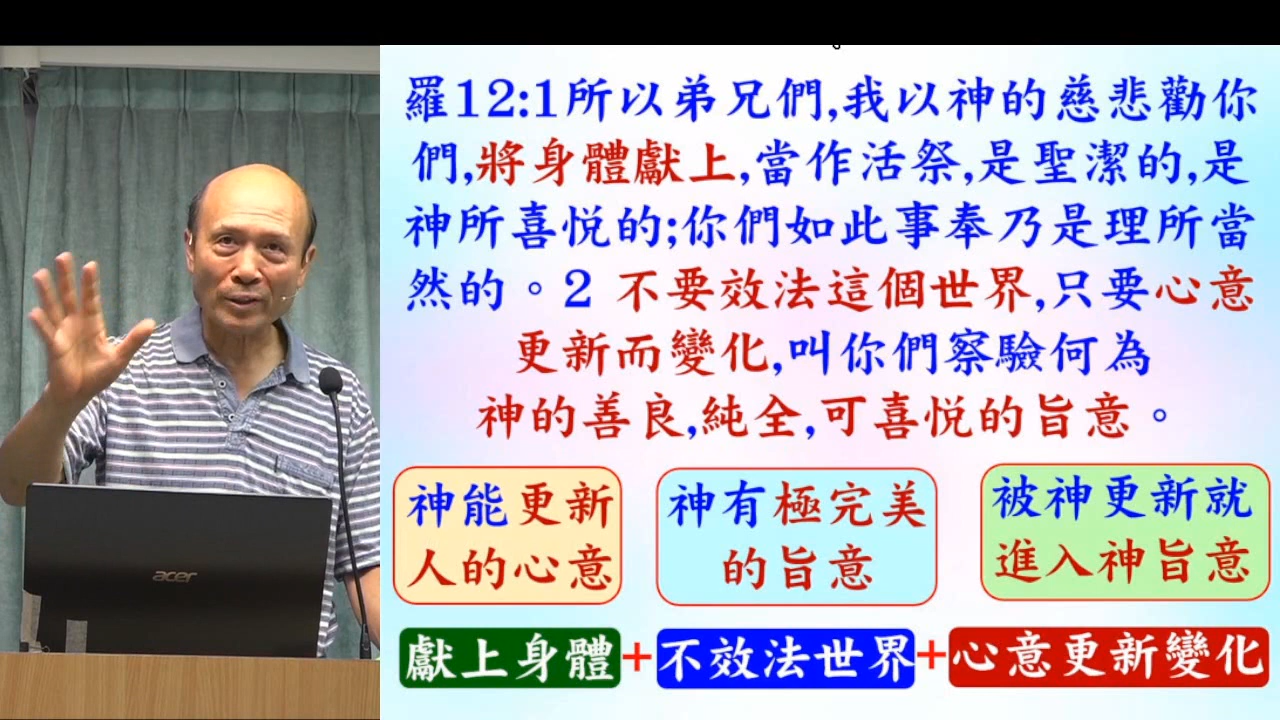 羅12:1所以弟兄們,我以神的慈悲勸你
們,將身體獻上,當作活祭,是聖潔的,是
神所喜悅的;你們如此事奉乃是理所當
然的。2 不要效法這個世界,只要心意
更新而變化,叫你們察驗何為
神的善良,純全,可喜悅的旨意。
神能更新
人的心意
神有極完美
的旨意
被神更新就
進入神旨意
獻上身體+不效法世界+心意更新變化
acer